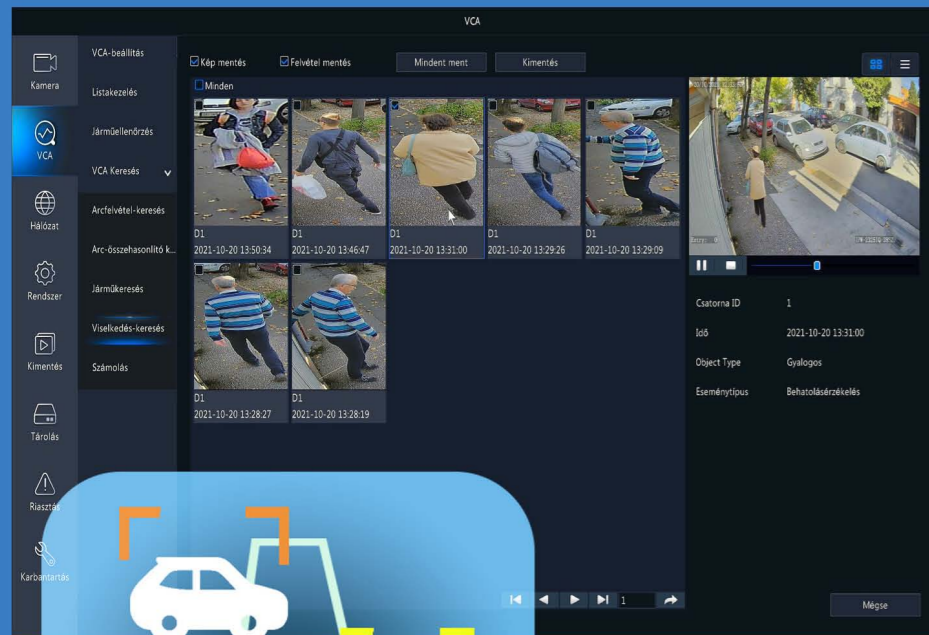 VCA
Kamera
VCA
Hálózat
Rendszer
Kimentés
Tárolás
Riasztás
Karbantartás
VCA-beállítás
Listakezelés
Járműellenőrzés
VCA Keresés
Arcfelvétel-keresés
Arc-összehasonlító k...
Járműkeresés
Viselkedés-keresés
Számolás
Kép mentés
Felvétel mentés
Mindent ment
Kimentés
Minden
D1
2021-10-20 13:50:34
D1
2021-10-20 13:46:47
D1
2021-10-20 13:31:00
D1
2021-10-20 13:29:26
D1
2021-10-20 13:29:09
D1
2021-10-20 13:28:27
D1
2021-10-20 13:28:19
Csatorna ID 1
Idő 2021-10-20 13:31:00
Object Type Gyalogos
Eseménytípus Behatolásérzékelés
1
Mégse